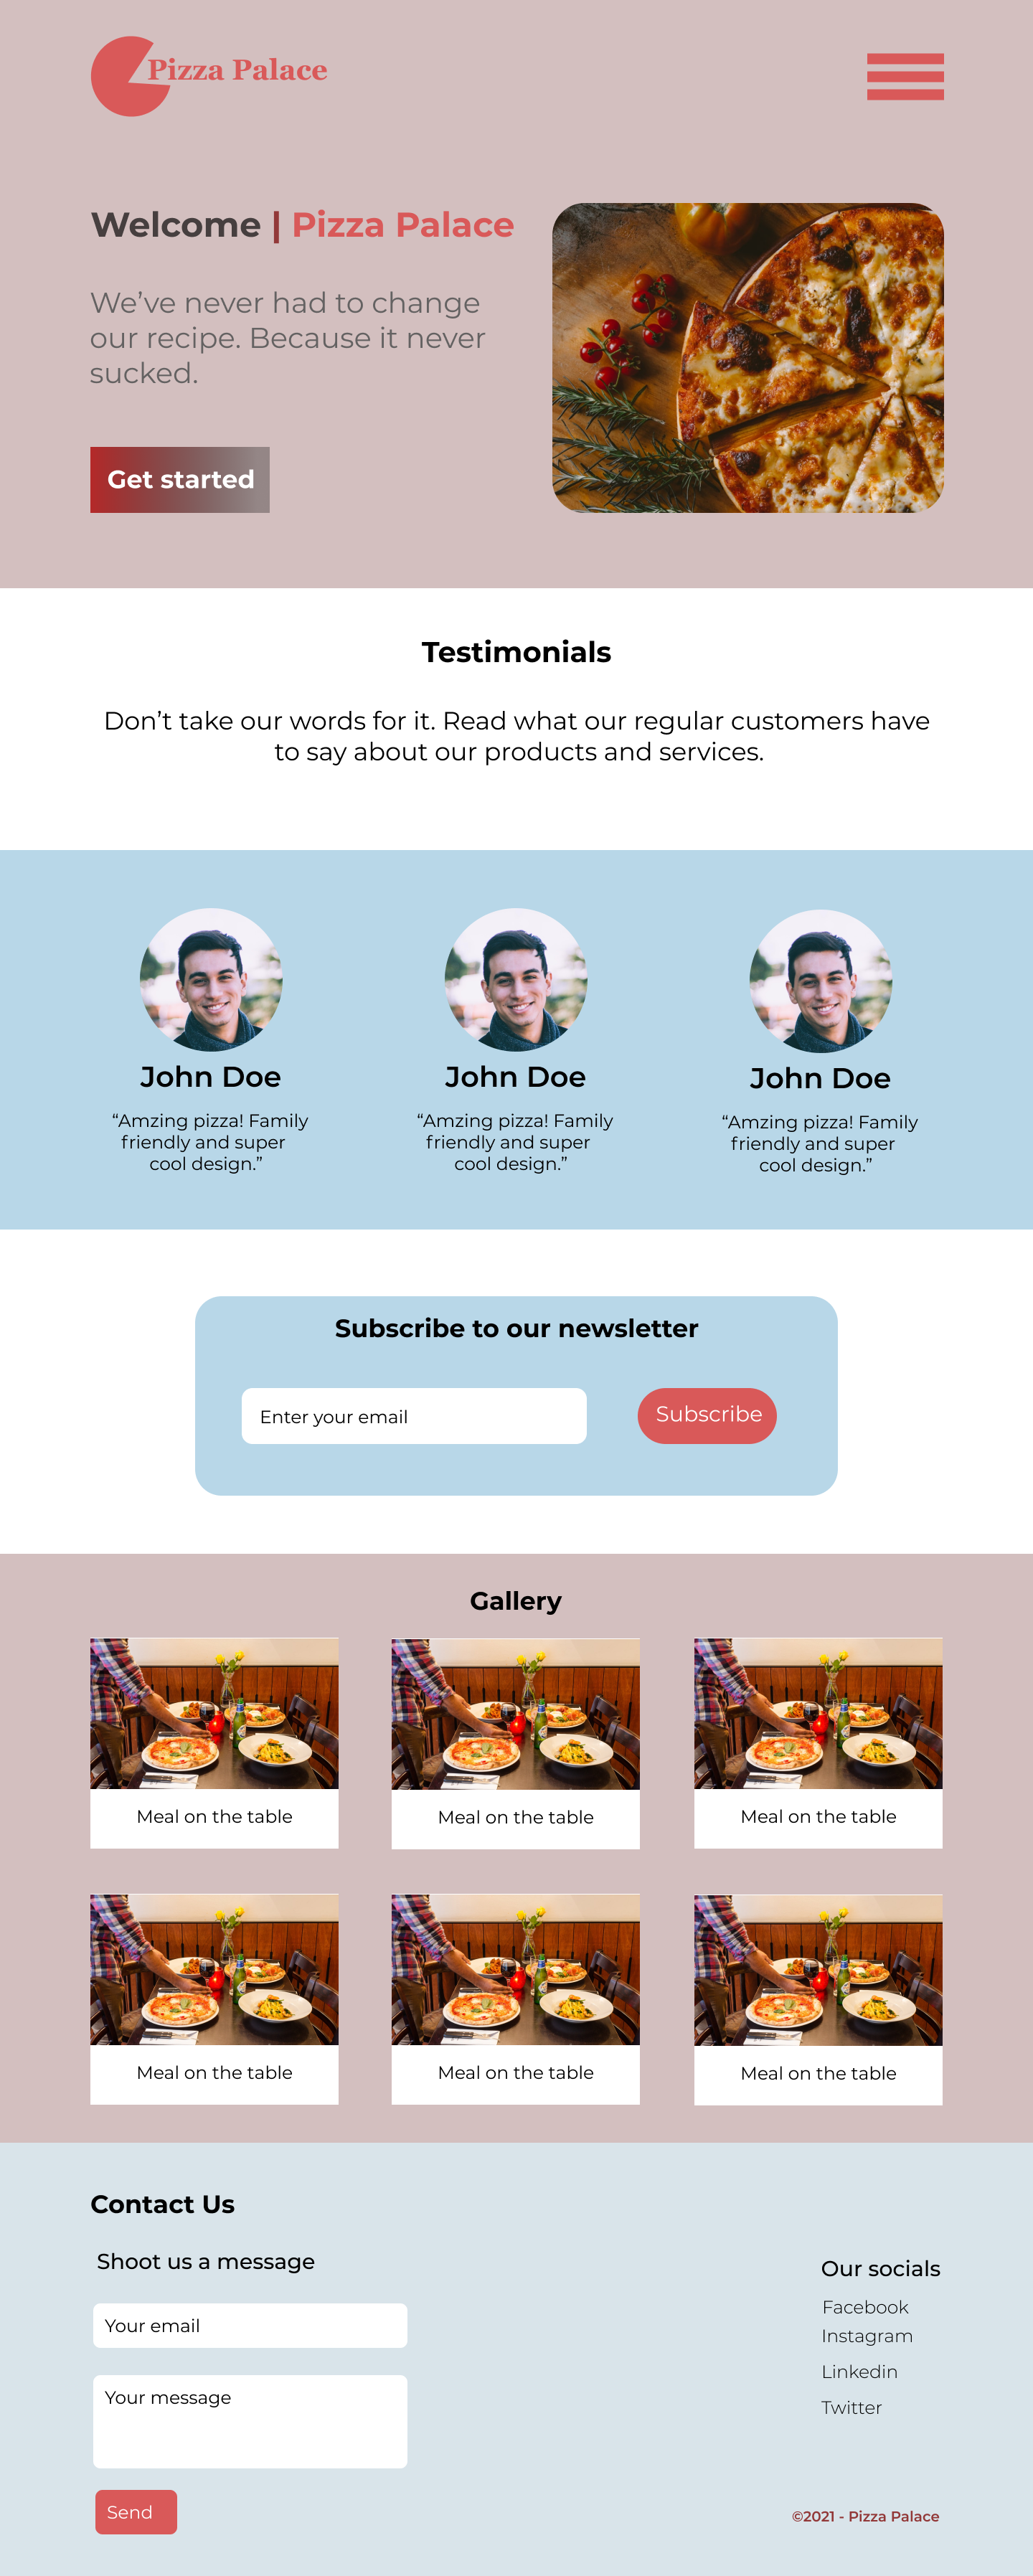 Pizza Palace
Welcome | Pizza Palace
We’ve never had to change
our recipe. Because it never
sucked.
Get started
Testimonials
Don’t take our words for it. Read what our regular customers have
to say about our products and services.
John Doe
“Amzing pizza! Family
friendly and super
cool design.”
John Doe
“Amzing pizza! Family
friendly and super
cool design.”
John Doe
“Amzing pizza! Family
friendly and super
cool design.”
Subscribe to our newsletter
Enter your email
Subscribe
Gallery
Meal on the table
Meal on the table
Meal on the table
Meal on the table
Meal on the table
Meal on the table
Contact Us
Shoot us a message
Your email
Your message
Send
Our socials
Facebook
Instagram
Linkedin
Twitter
©2021 - Pizza Palace